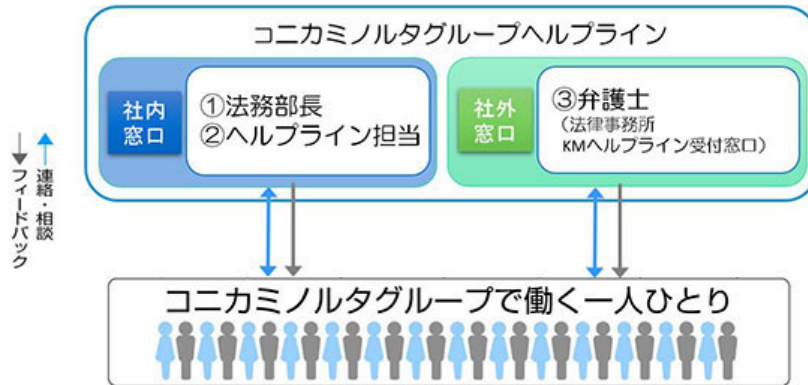 コニカミノルタグループヘルプライン
社内
窓口
①法務部長
②ヘルプライン担当
社外
窓口
③弁護士
(法律事務所
KMヘルプライン受付窓口)
連絡・相談
フィードバック
コニカミノルタグループで働く一人ひとり